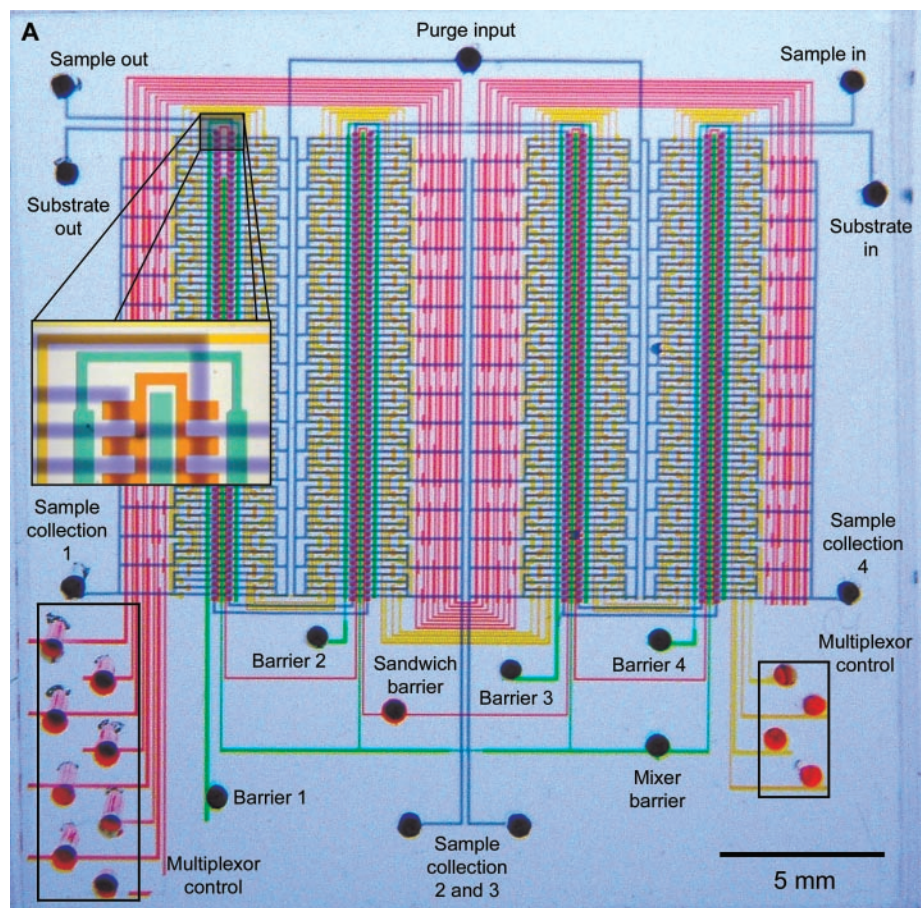 A
Purge input
Sample out
Sample in
Substrate
out
Substrate
in
Sample
collection
1
Sample
collection
4
Barrier 2
Sandwich
barrier
Barrier 3
Barrier 4
Multiplexor
control
Barrier 1
Mixer
barrier
Multiplexor
control
Sample
collection
2 and 3
5 mm